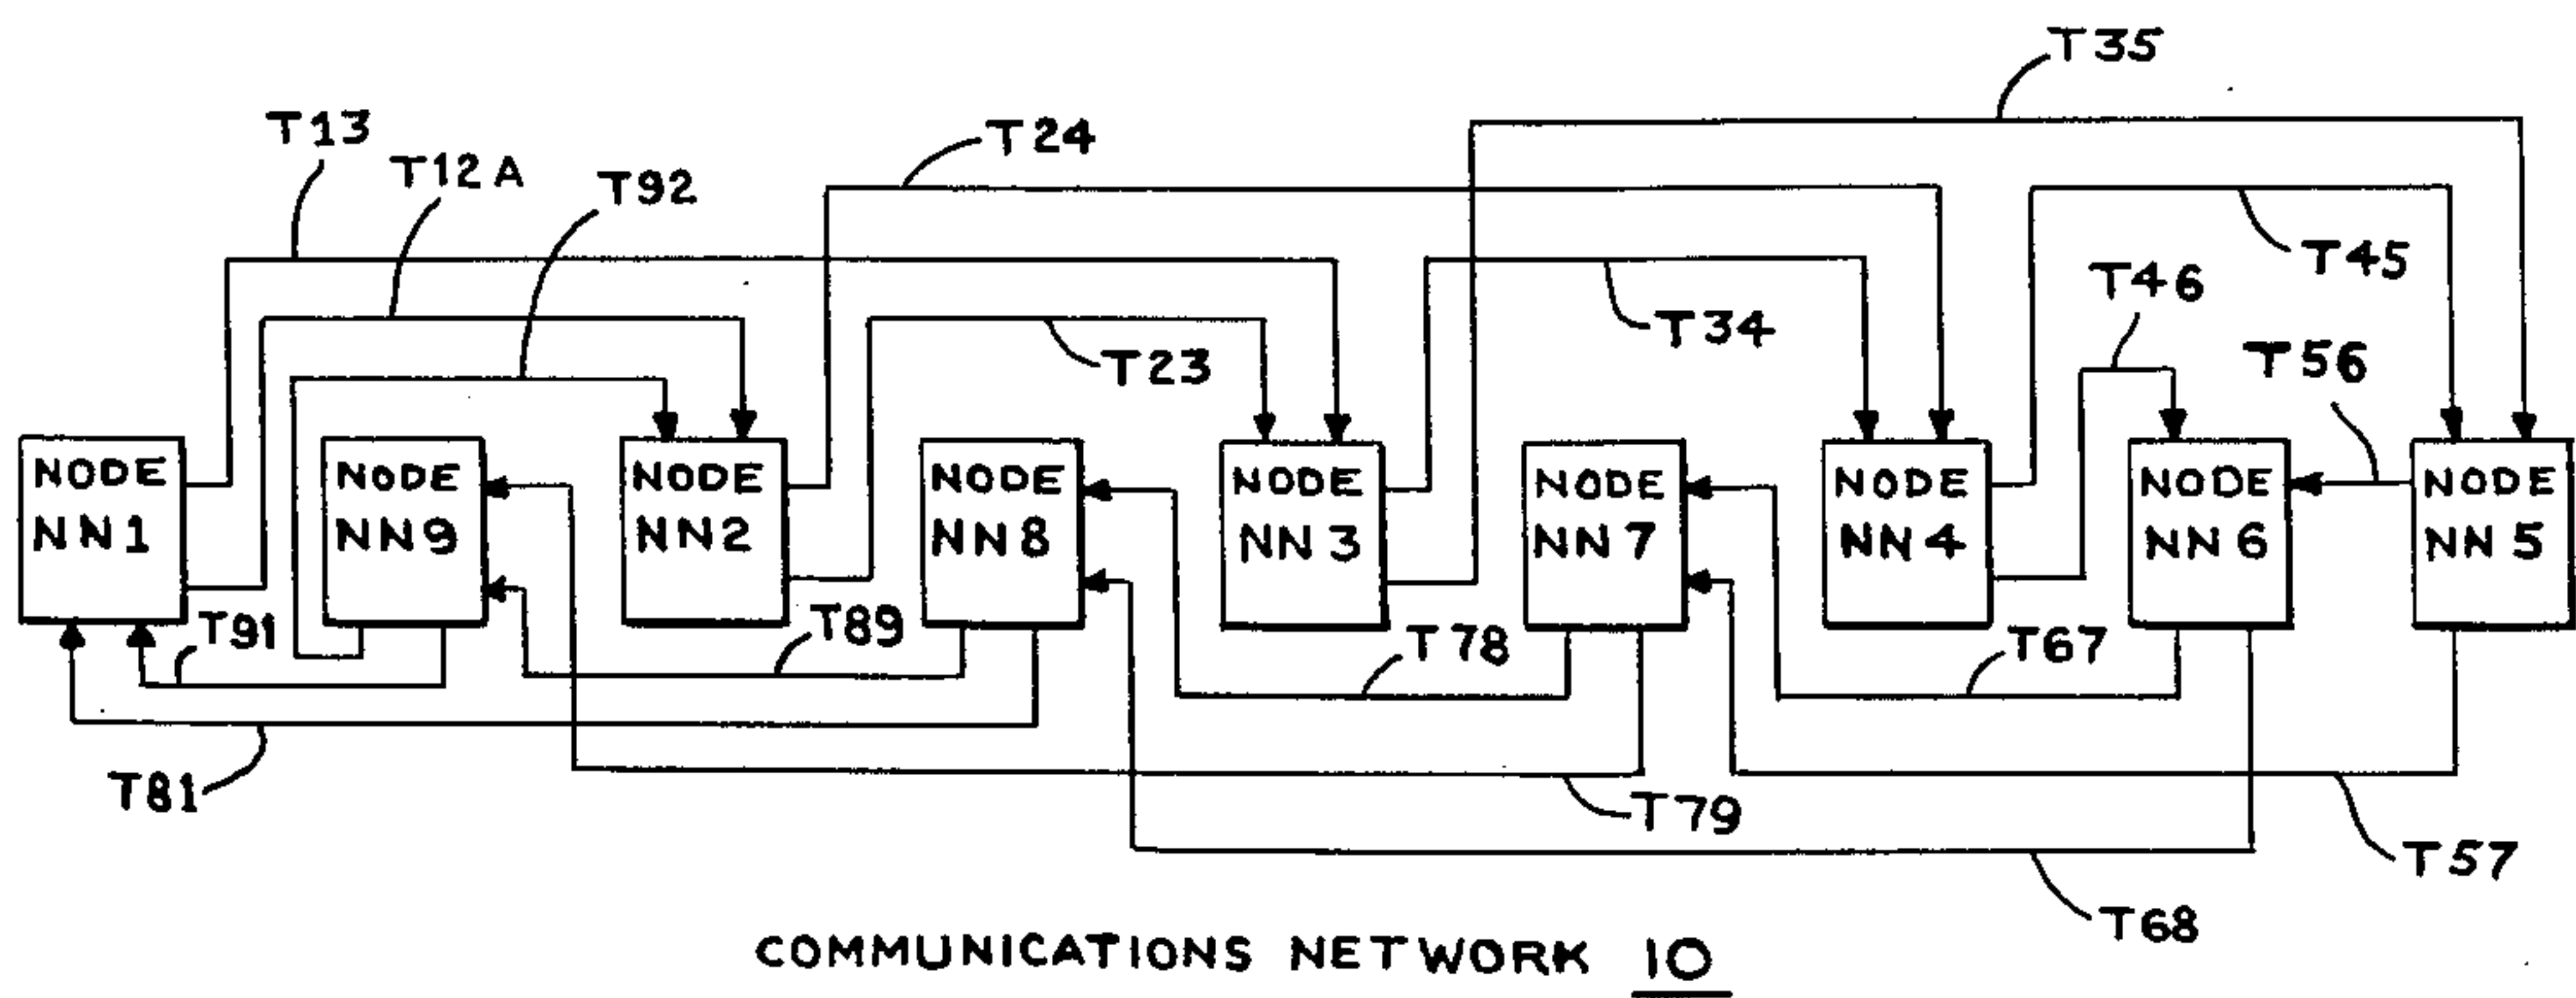 T35
T13
T24
T12A
T92
T45
T46
T34
T56
T23
NODE NN1
NODE NN9
NODE NN2
NODE NN8
NODE NN3
NODE NN7
NODE NN4
NODE NN6
NODE NN5
T91
T89
T78
T67
T81
T79
T57
T68
COMMUNICATIONS NETWORK 10